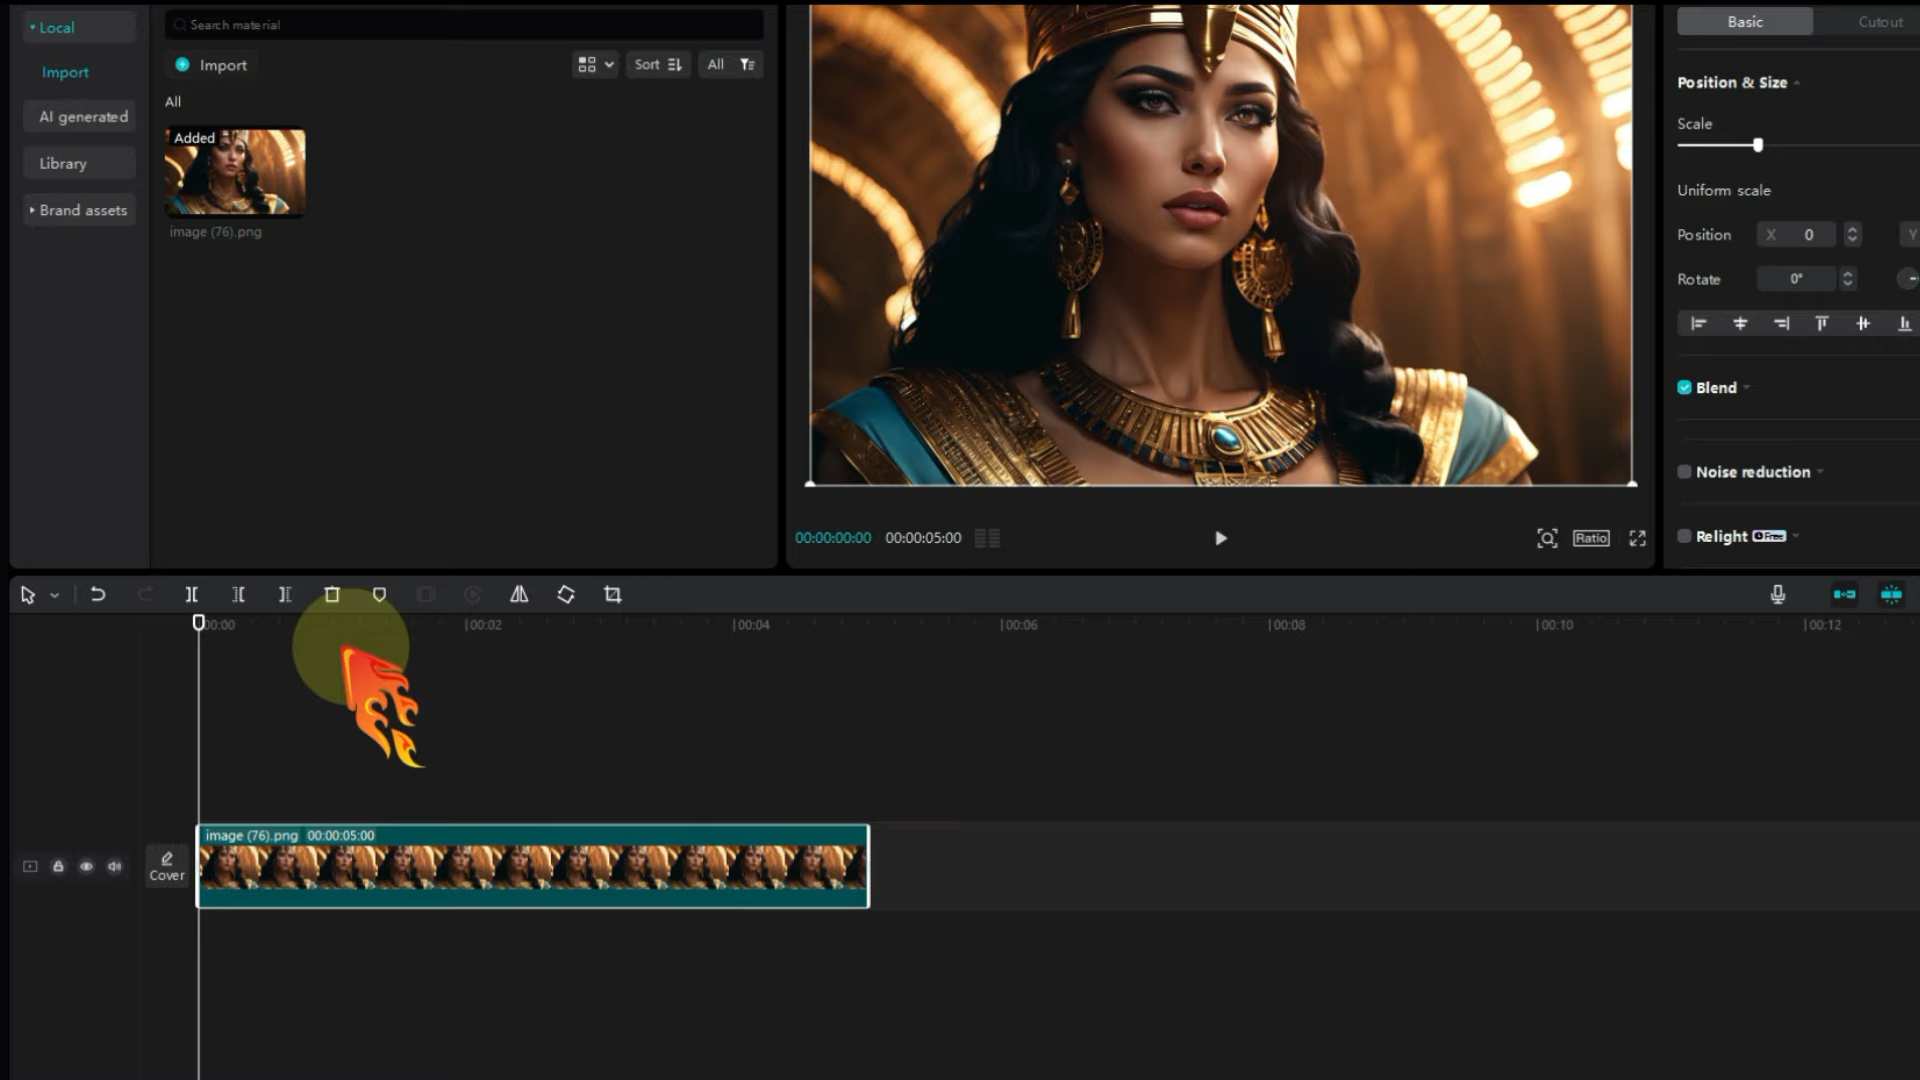 Local
Import
AI generated
Library
Brand assets
Search material
Import
Sort
All
All
Added
image (76).png
00:00:00:00
00:00:05:00
Ratio
Basic
Cutout
Position & Size
Scale
Uniform scale
Position
X
0
Y
Rotate
0°
Blend
Noise reduction
Relight
Free
00:00
00:02
00:04
00:06
00:08
00:10
00:12
image (76).png 00:00:05:00
Cover